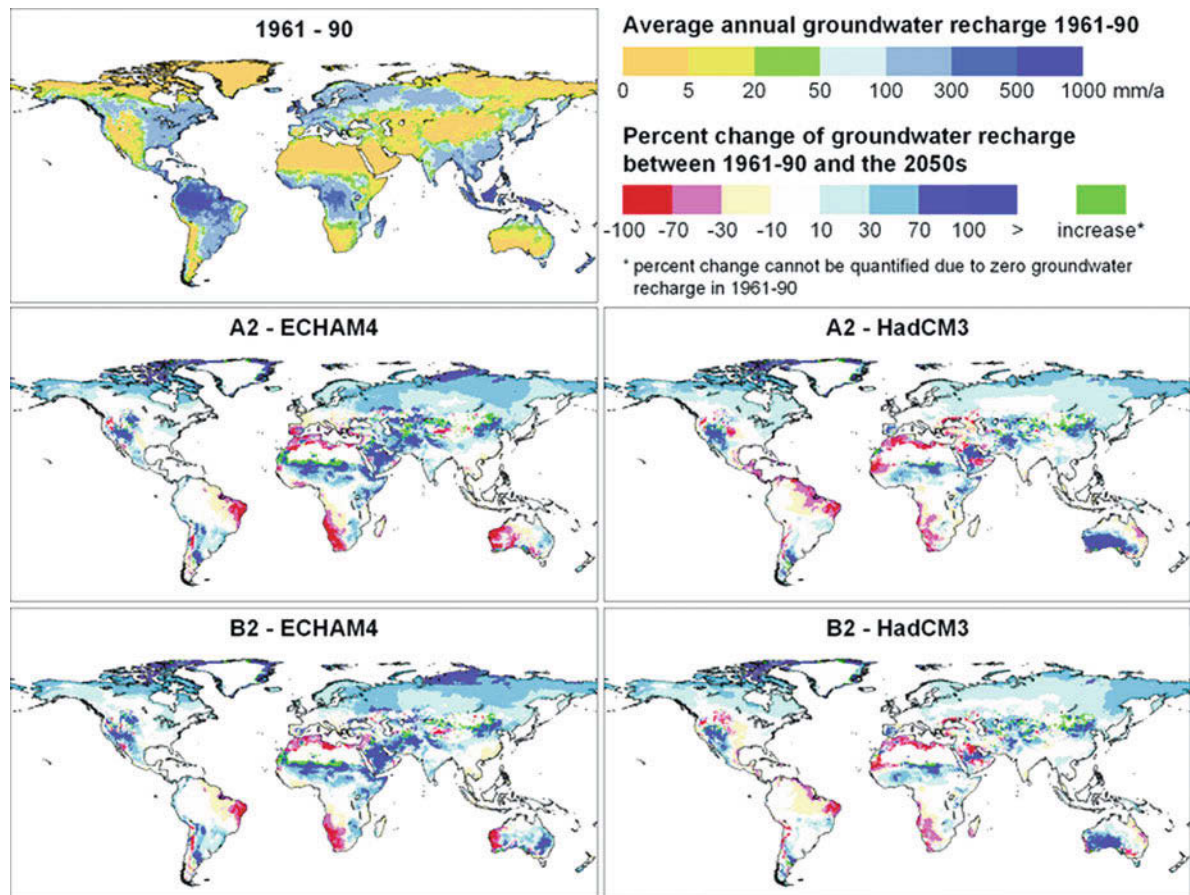 1961 - 90
Average annual groundwater recharge 1961-90
0 5 20 50 100 300 500 1000 mm/a
Percent change of groundwater recharge
between 1961-90 and the 2050s
-100 -70 -30 -10 10 30 70 100 > increase*
* percent change cannot be quantified due to zero groundwater
recharge in 1961-90
A2 - ECHAM4
A2 - HadCM3
B2 - ECHAM4
B2 - HadCM3